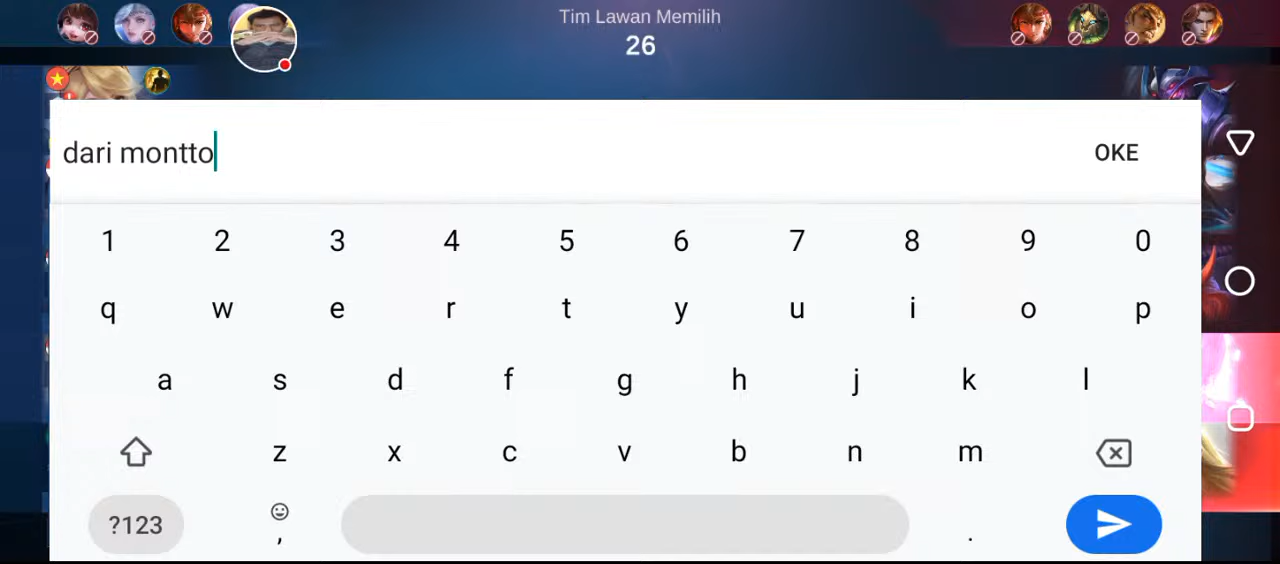 Tim Lawan Memilih
26
dari montto
OKE
1 2 3 4 5 6 7 8 9 0
q w e r t y u i o p
a s d f g h j k l
z x c v b n m
?123 , .